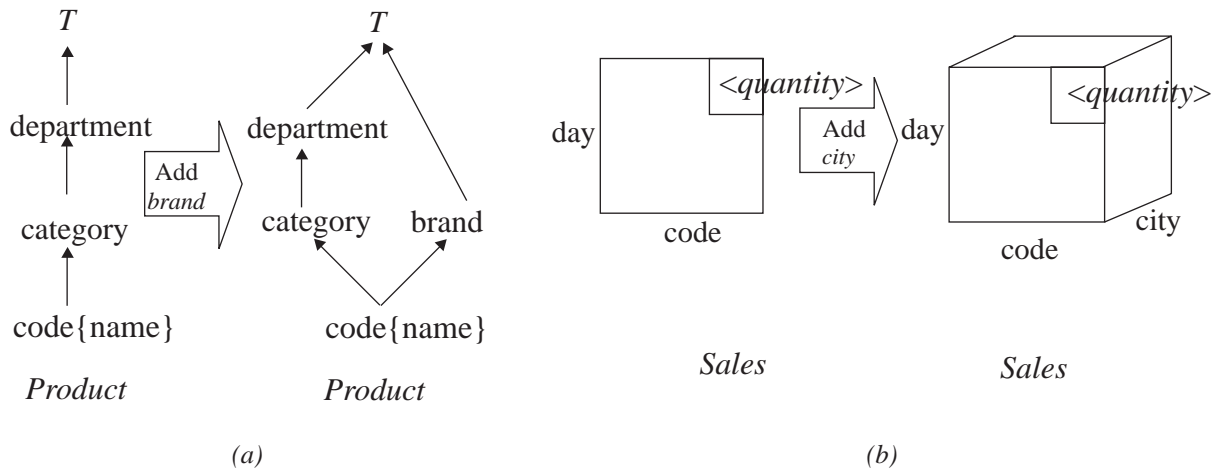 T
department
category
code{name}
Product
Add
brand
T
department
category
brand
code{name}
Product
(a)
day
<quantity>
code
Sales
Add
city
day
<quantity>
city
code
Sales
(b)